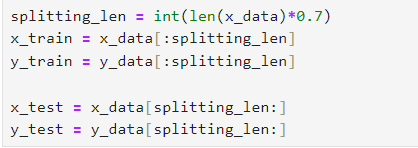 splitting_len = int(len(x_data)*0.7)
x_train = x_data[:splitting_len]
y_train = y_data[:splitting_len]
x_test = x_data[splitting_len:]
y_test = y_data[splitting_len:]